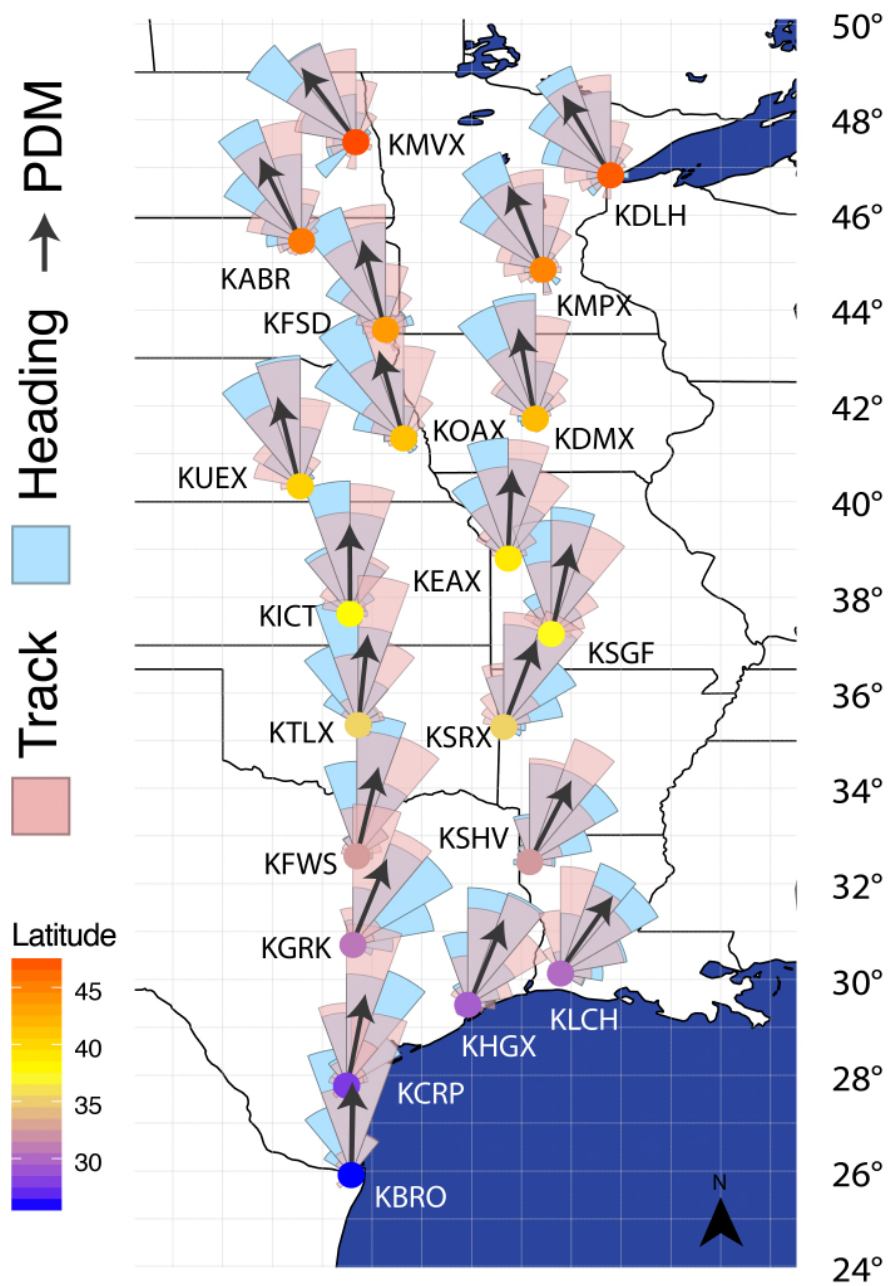 PDM
Heading
Track
Latitude
45
40
35
30
50°
48°
46°
44°
42°
40°
38°
36°
34°
32°
30°
28°
26°
24°
KMVX
KDLH
KABR
KMPX
KFSD
KOAX
KDMX
KUEX
KEAX
KICT
KSGF
KTLX
KSRX
KSHV
KFWS
KGRK
KLCH
KHGX
KCRP
KBRO
N